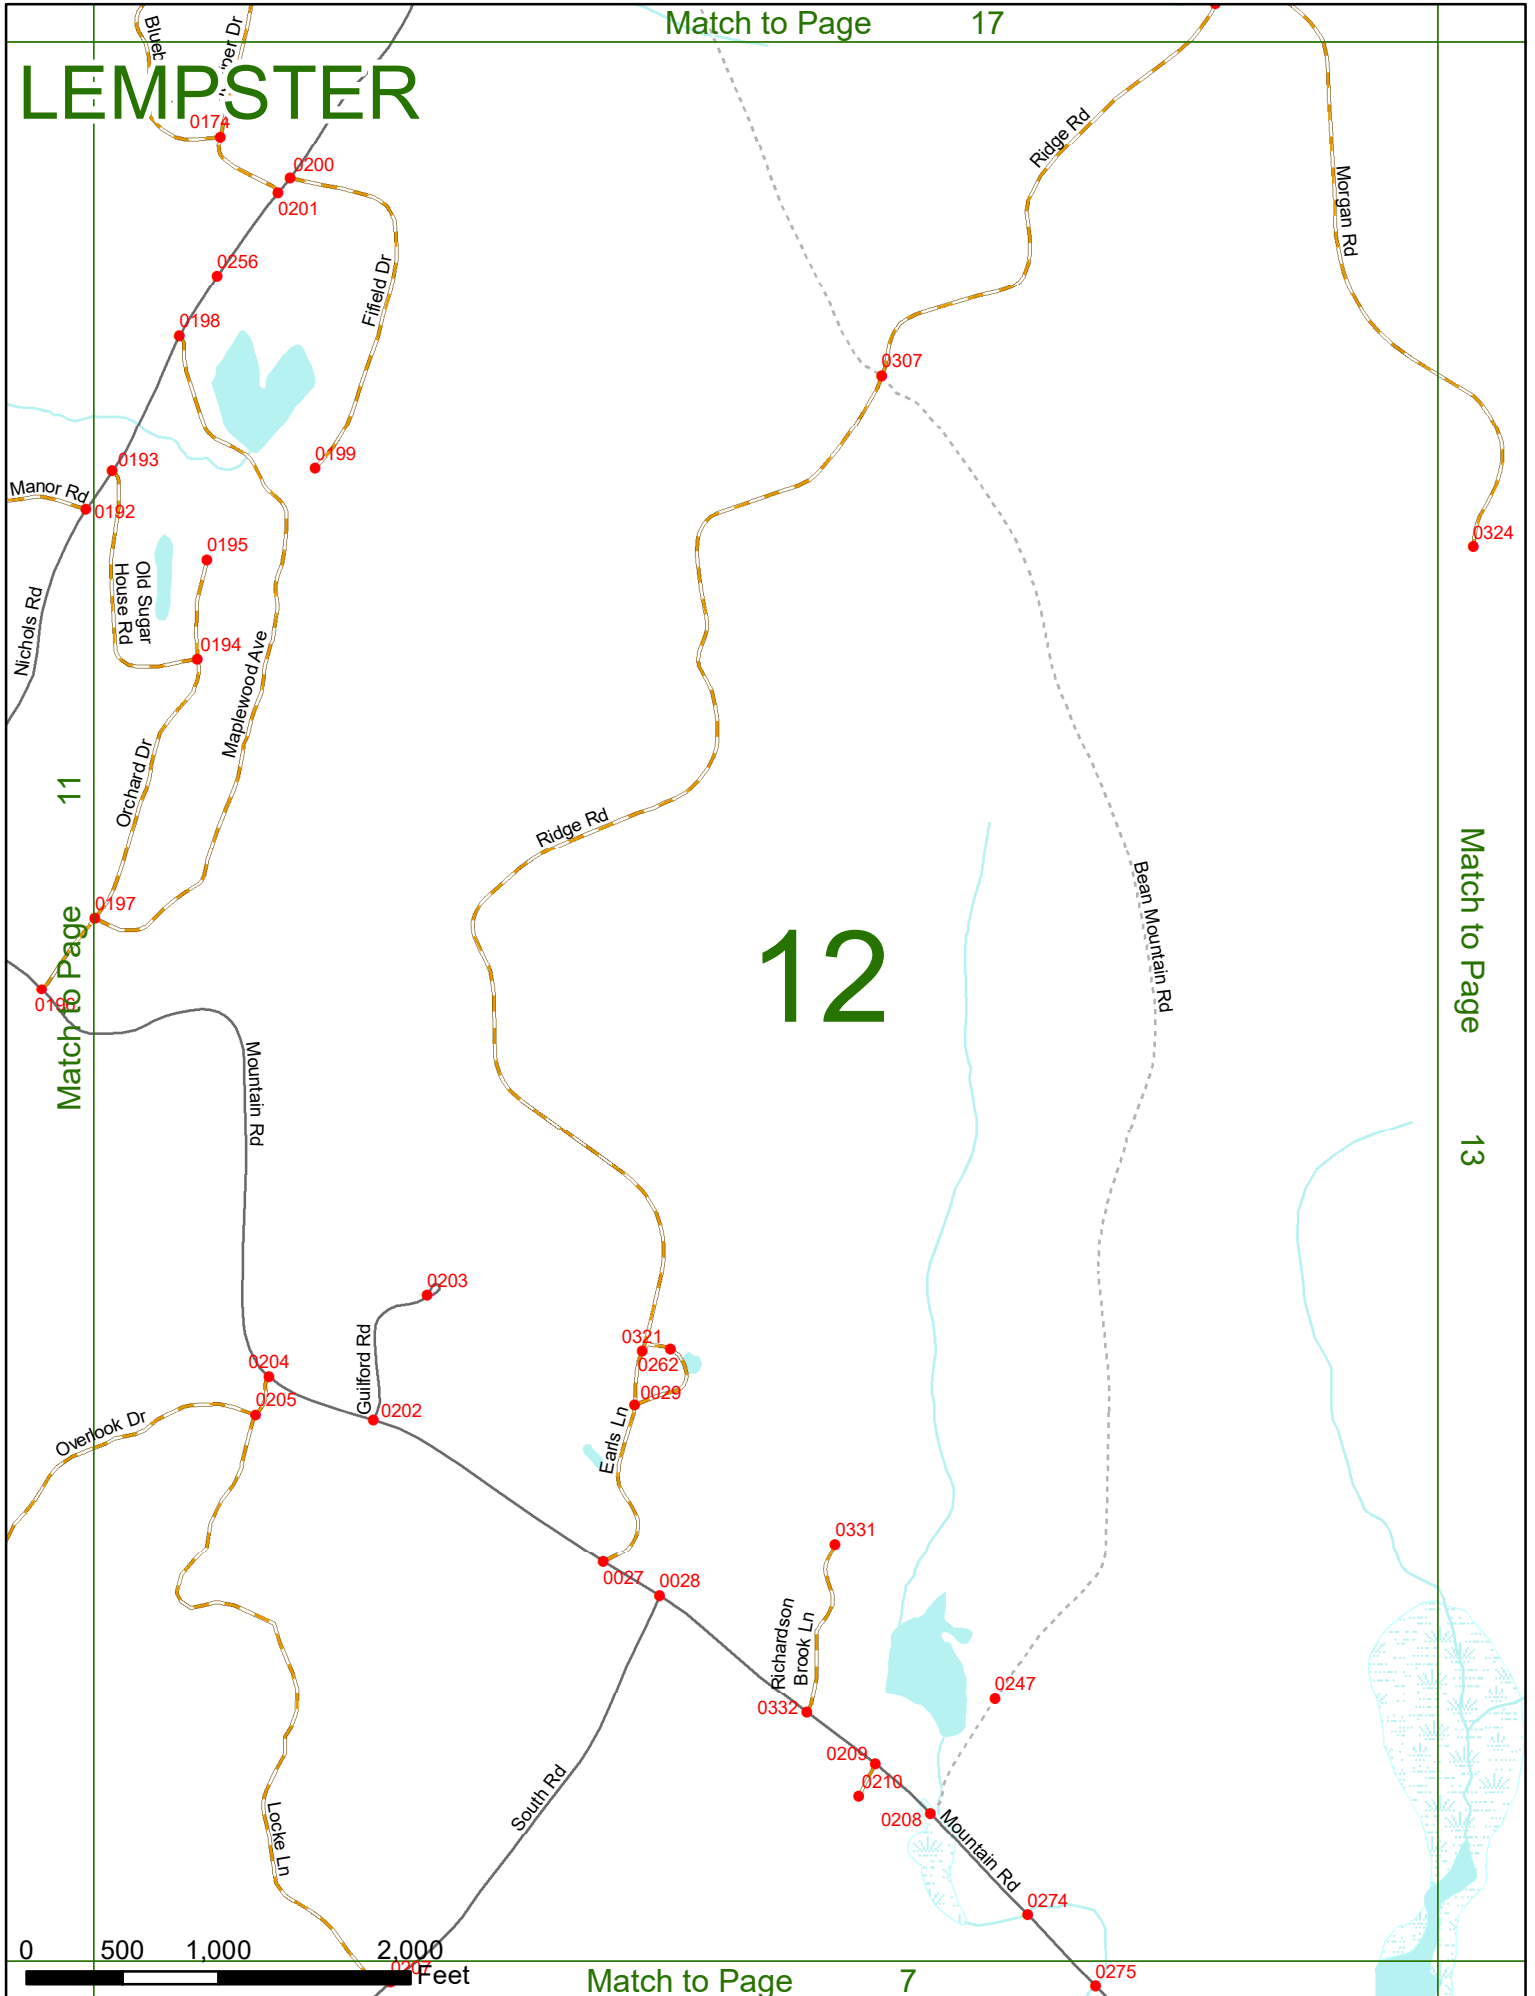 Match to Page 17
LEMPSTER
0174
0200
0201
0256
Fifield Dr
0198
Ridge Rd
Morgan Rd
0307
0193
0199
Manor Rd
0192
0195
Old Sugar
House Rd
0324
Nichols Rd
0194
Maplewood Ave
Orchard Dr
Match to Page 11
Ridge Rd
Bean Mountain Rd
Match to Page 13
0197
12
0196
Mountain Rd
0203
Guilford Rd
0321
0262
0204
0029
0205
0202
Overlook Dr
Earls Ln
0331
0027
0028
Richardson
Brook Ln
0247
0332
0209
0210
0208
South Rd
Mountain Rd
Locke Ln
0274
0 500 1,000 2,000
Feet
0207
Match to Page 7
0275